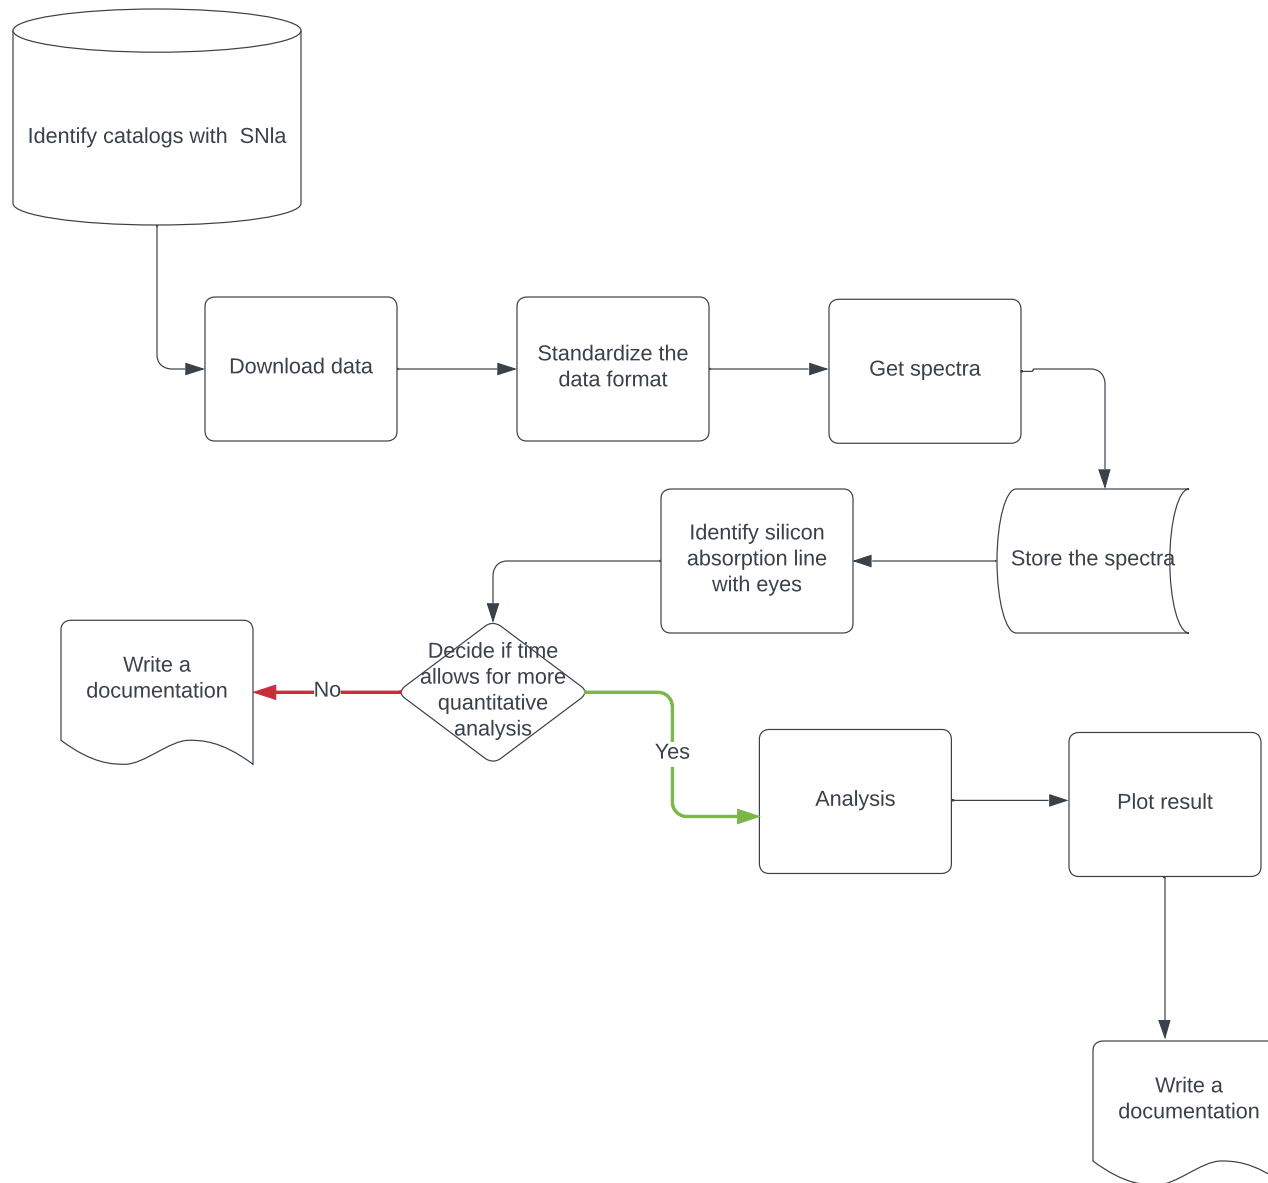 Identify catalogs with  SNIa
Download data
Standardize the
data format
Get spectra
Store the spectra
Identify silicon
absorption line
with eyes
Decide if time
allows for more
quantitative
analysis
No
Write a
documentation
Yes
Analysis
Plot result
Write a
documentation